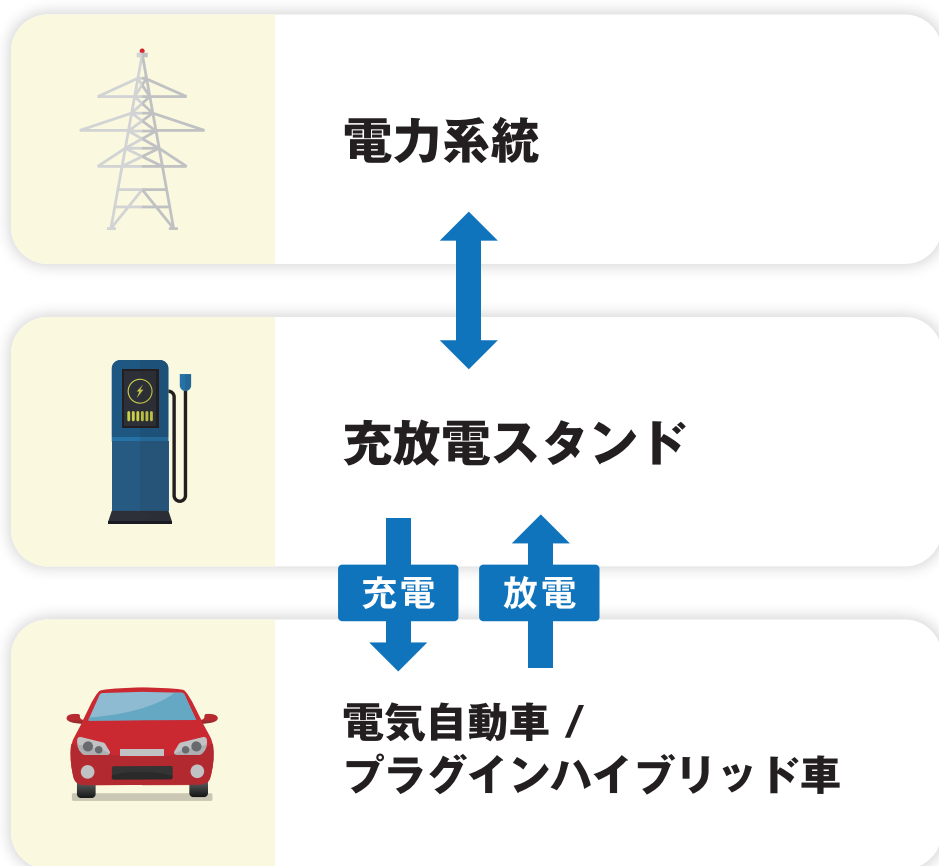 電力系統
充放電スタンド
充電
放電
電気自動車 /
プラグインハイブリッド車